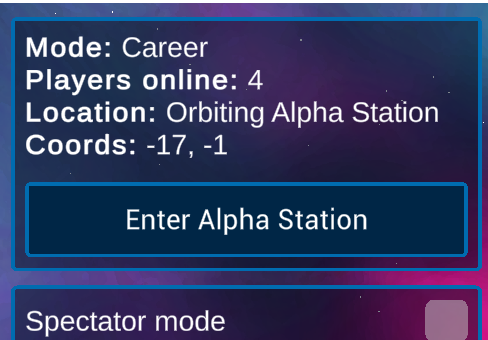 Mode: Career
Players online: 4
Location: Orbiting Alpha Station
Coords: -17, -1
Enter Alpha Station
Spectator mode